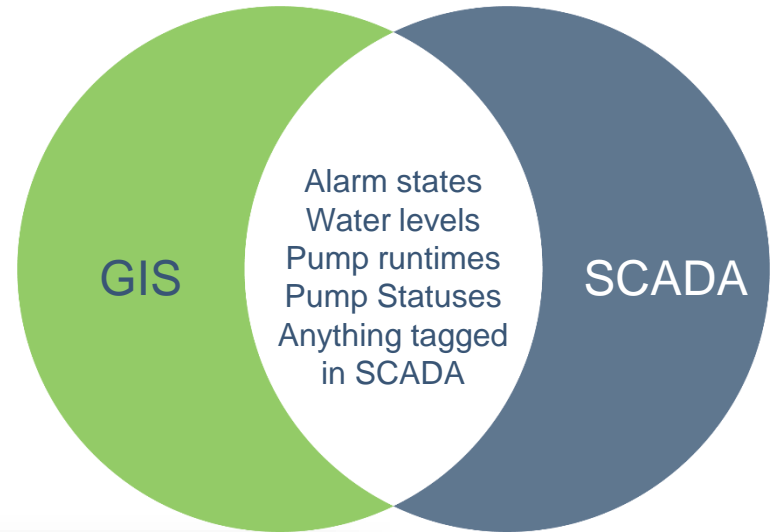 GIS
Alarm states
Water levels
Pump runtimes
Pump Statuses
Anything tagged
in SCADA
SCADA